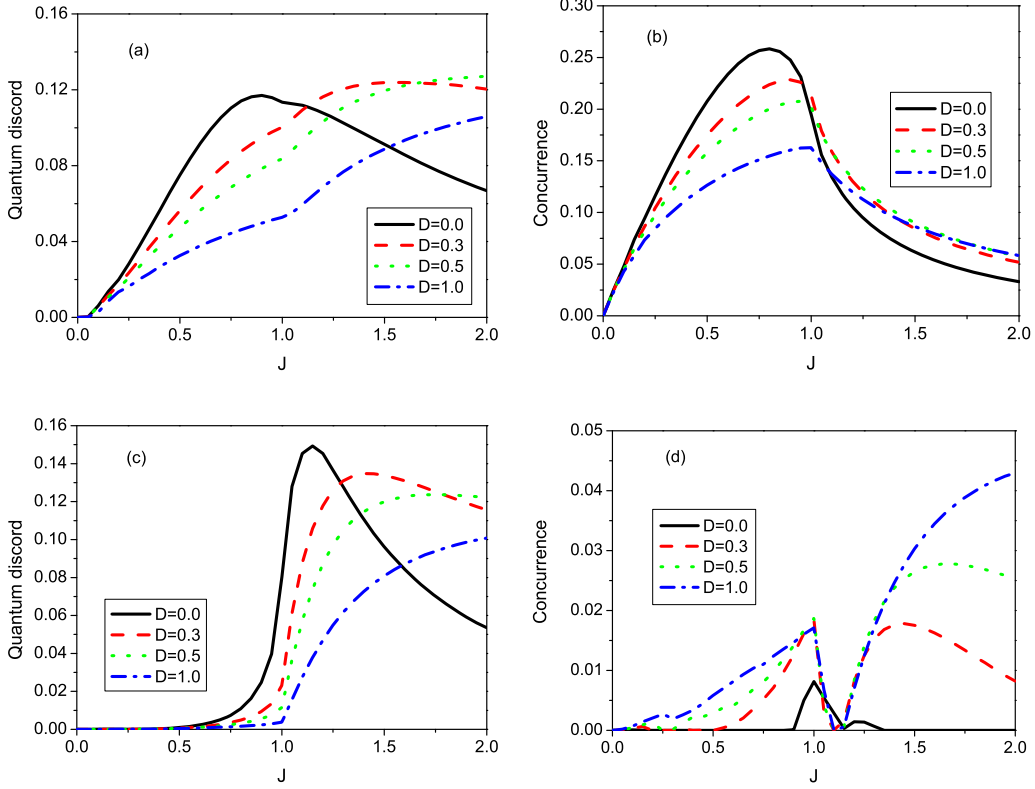 0.16
0.12
0.08
0.04
0.00
0.0
0.5
1.0
1.5
2.0
Quantum discord
J
(a)
D=0.0
D=0.3
D=0.5
D=1.0
0.30
0.25
0.20
0.15
0.10
0.05
0.00
0.0
0.5
1.0
1.5
2.0
Concurrence
J
(b)
D=0.0
D=0.3
D=0.5
D=1.0
0.16
0.14
0.12
0.10
0.08
0.06
0.04
0.02
0.00
0.0
0.5
1.0
1.5
2.0
Quantum discord
J
(c)
D=0.0
D=0.3
D=0.5
D=1.0
0.05
0.04
0.03
0.02
0.01
0.00
0.0
0.5
1.0
1.5
2.0
Concurrence
J
(d)
D=0.0
D=0.3
D=0.5
D=1.0